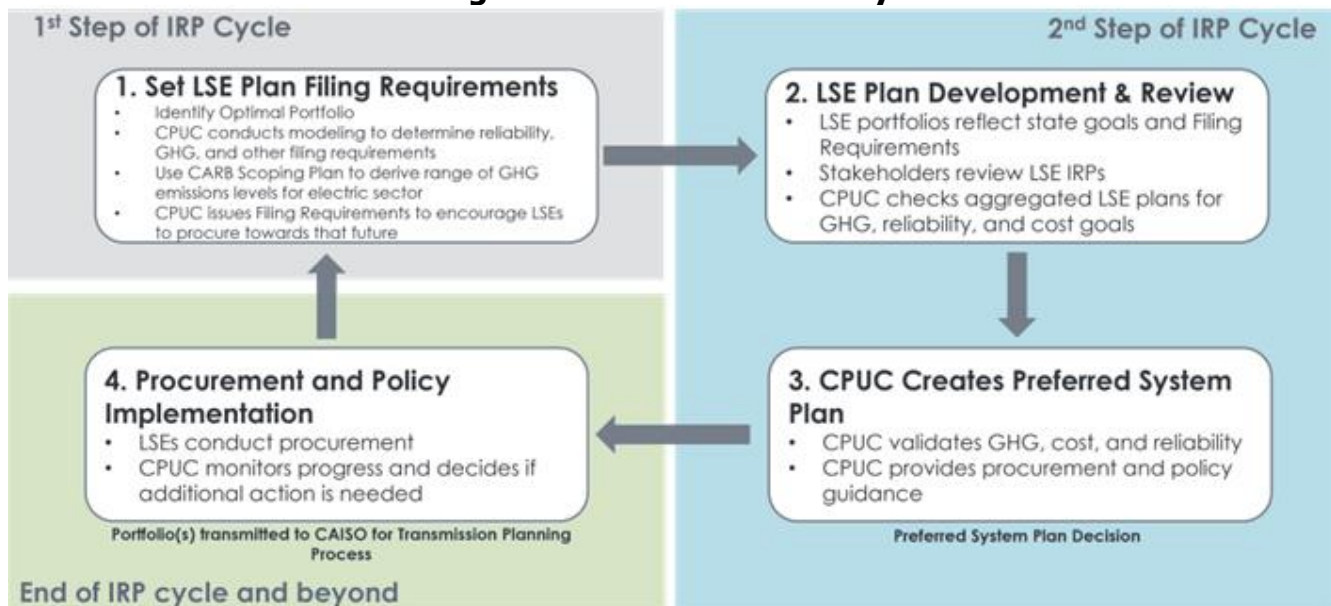 1st Step of IRP Cycle
2nd Step of IRP Cycle
1. Set LSE Plan Filing Requirements
• Identify Optimal Portfolio
• CPUC conducts modeling to determine reliability,
GHG, and other filing requirements
• Use CARB Scoping Plan to derive range of GHG
emissions levels for electric sector
• CPUC issues Filing Requirements to encourage LSEs
to procure towards that future
2. LSE Plan Development & Review
• LSE portfolios reflect state goals and Filing
Requirements
• Stakeholders review LSE IRPs
• CPUC checks aggregated LSE plans for
GHG, reliability, and cost goals
3. CPUC Creates Preferred System
Plan
• CPUC validates GHG, cost, and reliability
• CPUC provides procurement and policy
guidance
Preferred System Plan Decision
4. Procurement and Policy
Implementation
• LSEs conduct procurement
• CPUC monitors progress and decides if
additional action is needed
Portfolio(s) transmitted to CAISO for Transmission Planning
Process
End of IRP cycle and beyond